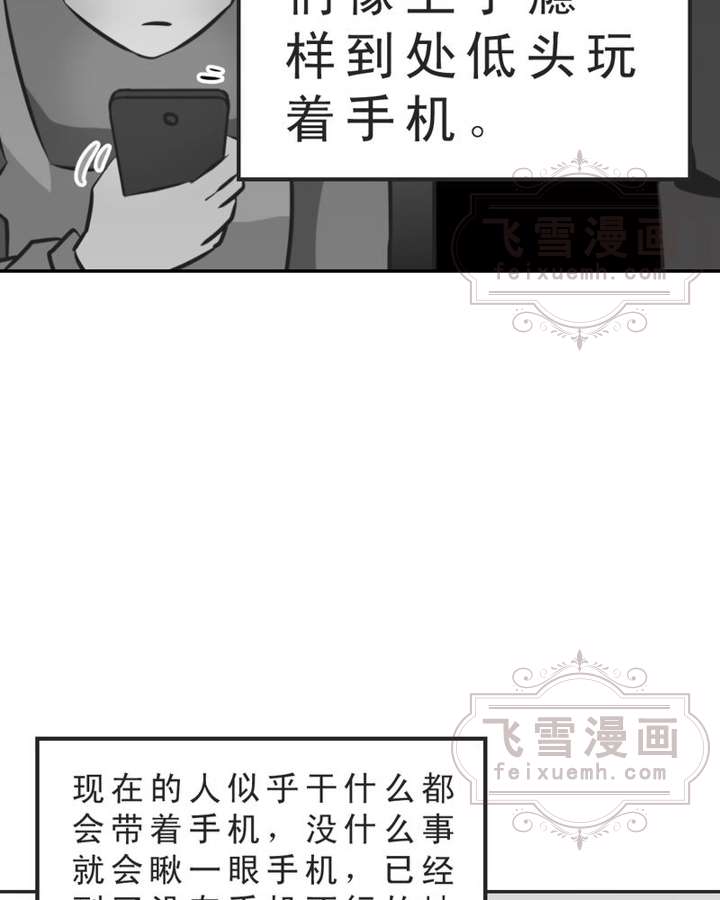 样到处低头玩
着手机。
飞雪漫画
feixuemh.com
飞雪漫画
feixuemh.com
现在的人似乎干什么都
会带着手机，没什么事
就会瞅一眼手机，已经